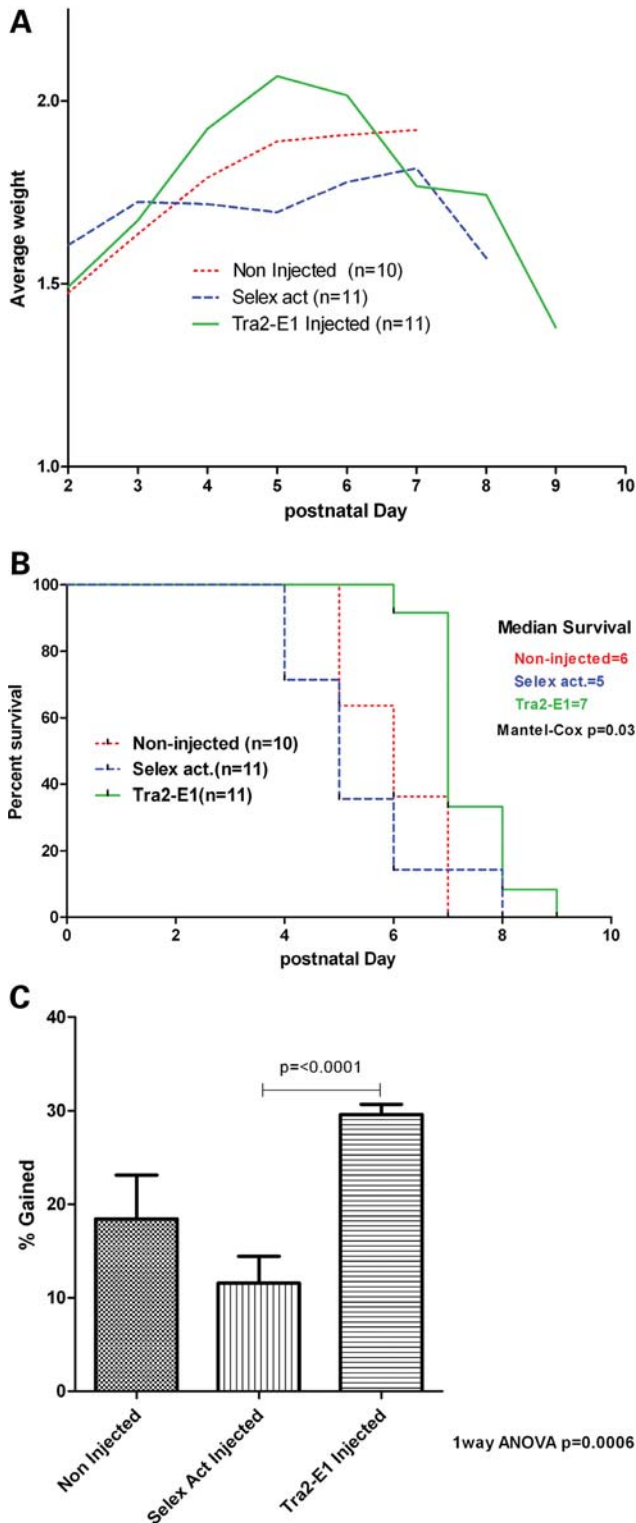 A
2.0
1.5
1.0
Average weight
Non Injected (n=10)
Selex act (n=11)
Tra2-E1 Injected (n=11)
2 3 4 5 6 7 8 9 10
postnatal Day
B
100
80
60
40
20
0
Percent survival
Median Survival
Non-injected=6
Selex act.=5
Tra2-E1=7
Mantel-Cox p=0.03
Non-injected (n=10)
Selex act.(n=11)
Tra2-E1(n=11)
0 2 4 6 8 10
postnatal Day
C
40
30
20
10
0
% Gained
p=<0.0001
Non Injected
Selex Act Injected
Tra2-E1 Injected
1way ANOVA p=0.0006